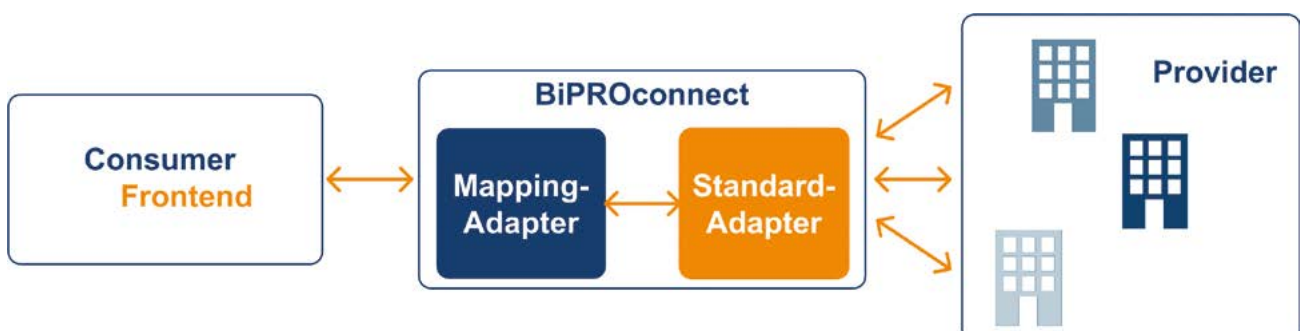 Consumer
Frontend
BiPROconnect
Mapping-
Adapter
Standard-
Adapter
Provider